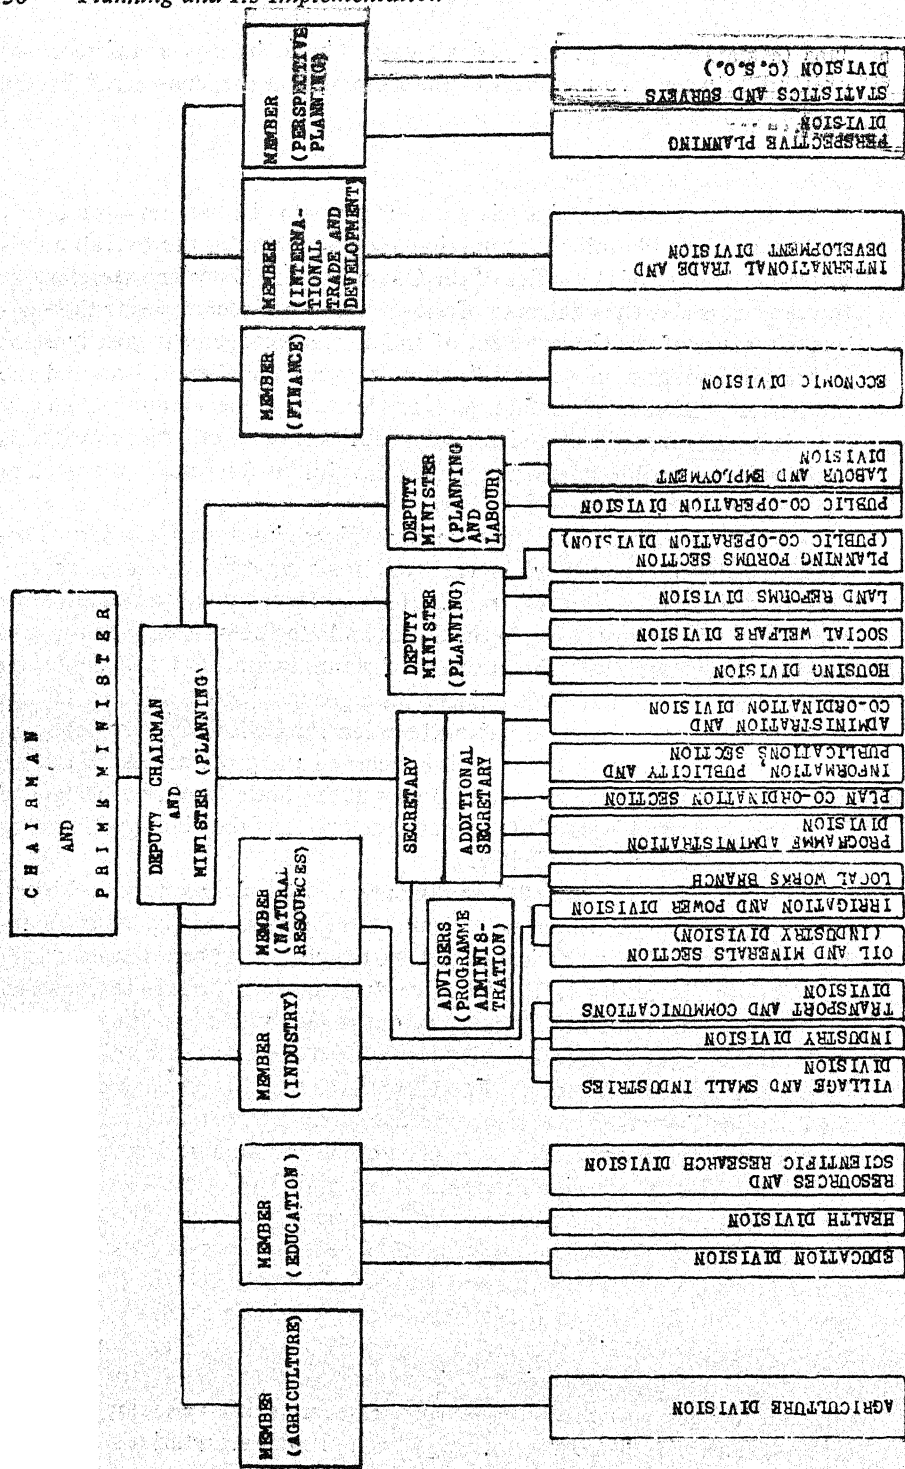 Planning and Its Implementation
CHAIRMAN
AND
PRIME MINISTER
DEPUTY CHAIRMAN
AND
MINISTER (PLANNING)
MEMBER
(AGRICULTURE)
MEMBER
(EDUCATION)
MEMBER
(INDUSTRY)
MEMBER
(NATURAL
RESOURCES)
ADVISERS
(PROGRAMME
ADMINIS-
TRATION)
SECRETARY
ADDITIONAL
SECRETARY
DEPUTY
MINISTER
(PLANNING)
DEPUTY
MINISTER
(PLANNING
AND
LABOUR)
MEMBER
(FINANCE)
MEMBER
(INTERNA-
TIONAL
TRADE AND
DEVELOPMENT)
MEMBER
(PERSPECTIVE
PLANNING)
AGRICULTURE DIVISION
EDUCATION DIVISION
HEALTH DIVISION
RESOURCES AND
SCIENTIFIC RESEARCH DIVISION
VILLAGE AND SMALL INDUSTRIES
DIVISION
INDUSTRY DIVISION
TRANSPORT AND COMMUNICATIONS
DIVISION
OIL AND MINERALS SECTION
(INDUSTRY DIVISION)
IRRIGATION AND POWER DIVISION
LOCAL WORKS BRANCH
PROGRAMME ADMINISTRATION
DIVISION
PLAN CO-ORDINATION SECTION
INFORMATION, PUBLICITY AND
PUBLICATIONS SECTION
ADMINISTRATION AND
CO-ORDINATION DIVISION
HOUSING DIVISION
SOCIAL WELFARE DIVISION
LAND REFORMS DIVISION
PLANNING FORUMS SECTION
(PUBLIC CO-OPERATION DIVISION)
PUBLIC CO-OPERATION DIVISION
LABOUR AND EMPLOYMENT
DIVISION
ECONOMIC DIVISION
INTERNATIONAL TRADE AND
DEVELOPMENT DIVISION
PERSPECTIVE PLANNING
DIVISION
STATISTICS AND SURVEYS
DIVISION (C.S.O.)